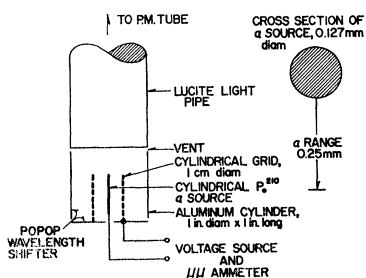 TO P.M. TUBE
CROSS SECTION OF
α SOURCE, 0.127mm
diam
LUCITE LIGHT
PIPE
α RANGE
0.25mm
VENT
CYLINDRICAL GRID,
1 cm diam
CYLINDRICAL Po210
α SOURCE
ALUMINUM CYLINDER,
1 in. diam x 1 in. long
POPOP
WAVELENGTH
SHIFTER
VOLTAGE SOURCE
AND
μμ AMMETER